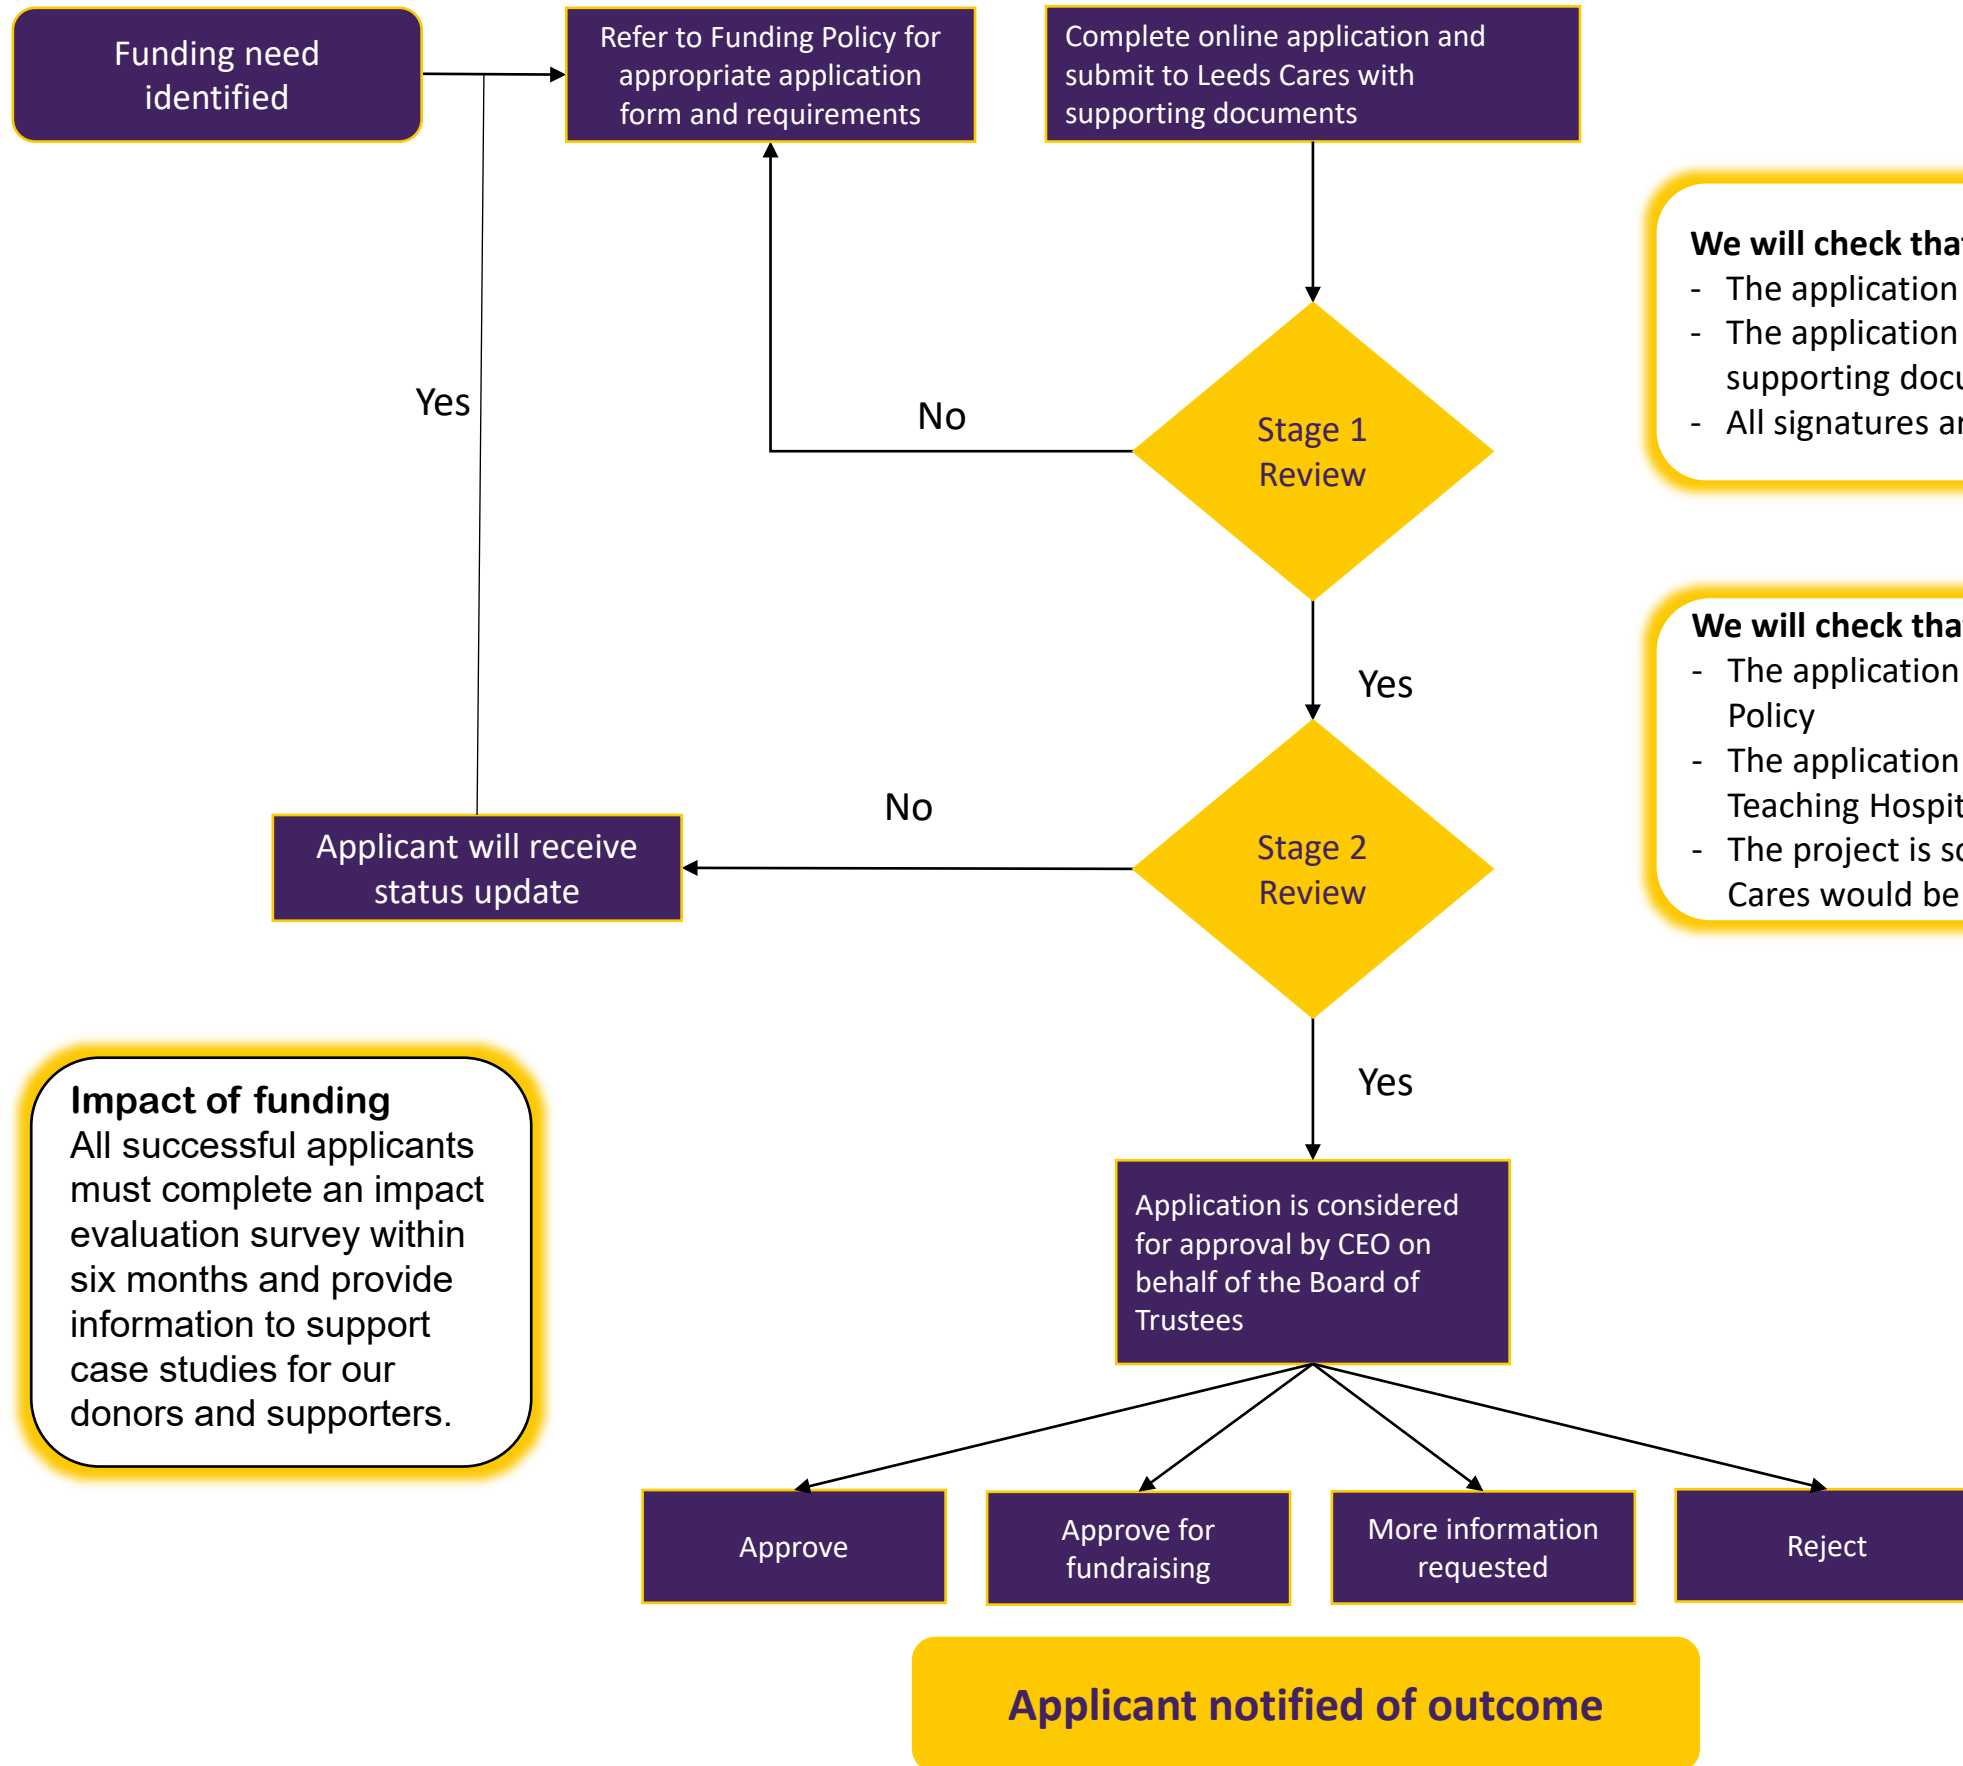 Funding need
identified
Refer to Funding Policy for
appropriate application
form and requirements
Complete online application and
submit to Leeds Cares with
supporting documents
We will check
- The application
- The application
supporting
- All signatures
Yes
No
Stage 1
Review
Yes
We will check
- The application
Policy
- The application
Teaching
- The project is
Cares would be
No
Applicant will receive
status update
Stage 2
Review
Yes
Impact of funding
All successful applicants
must complete an impact
evaluation survey within
six months and provide
information to support
case studies for our
donors and supporters.
Application is considered
for approval by CEO on
behalf of the Board of
Trustees
Approve
Approve for
fundraising
More information
requested
Reject
Applicant notified of outcome